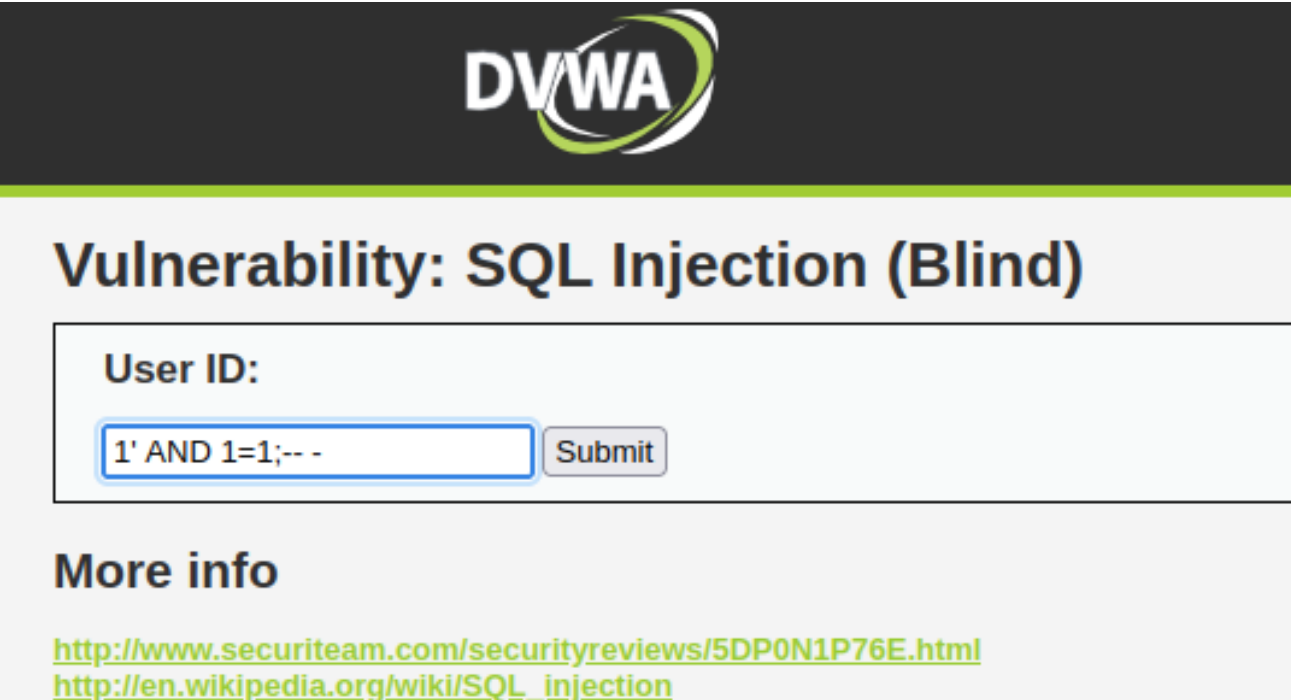 DVWA
Vulnerability: SQL Injection (Blind)
User ID:
1' AND 1=1;-- - Submit
More info
http://www.securiteam.com/securityreviews/5DP0N1P76E.html
http://en.wikipedia.org/wiki/SQL_injection